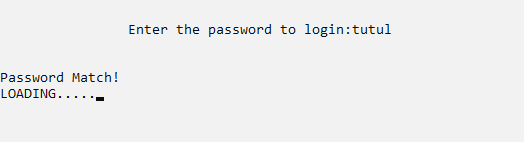 Enter the password to login:tutul
Password Match!
LOADING.....